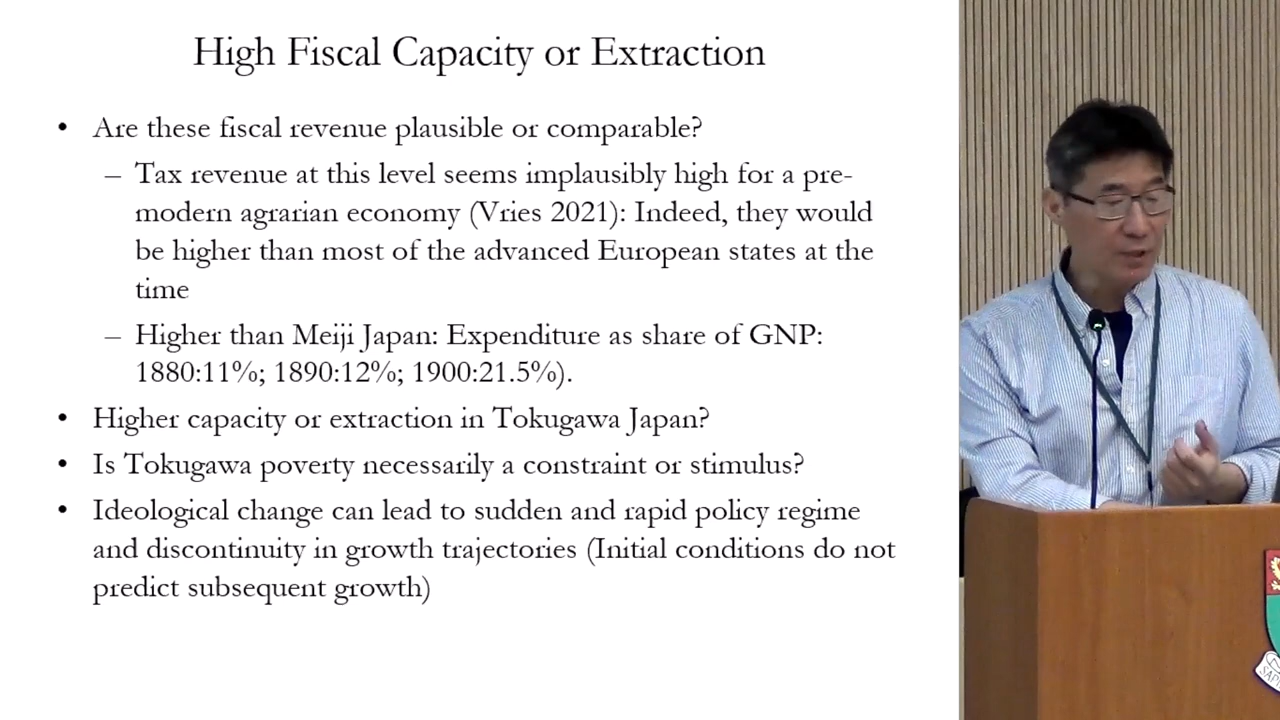 High Fiscal Capacity or Extraction
• Are these fiscal revenue plausible or comparable?
– Tax revenue at this level seems implausibly high for a pre-
modern agrarian economy (Vries 2021): Indeed, they would
be higher than most of the advanced European states at the
time
– Higher than Meiji Japan: Expenditure as share of GNP:
1880:11%; 1890:12%; 1900:21.5%).
• Higher capacity or extraction in Tokugawa Japan?
• Is Tokugawa poverty necessarily a constraint or stimulus?
• Ideological change can lead to sudden and rapid policy regime
and discontinuity in growth trajectories (Initial conditions do not
predict subsequent growth)